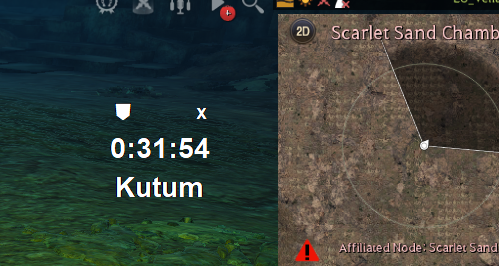 2D
Scarlet Sand Chamb
x
0:31:54
Kutum
Affiliated Node: Scarlet Sand